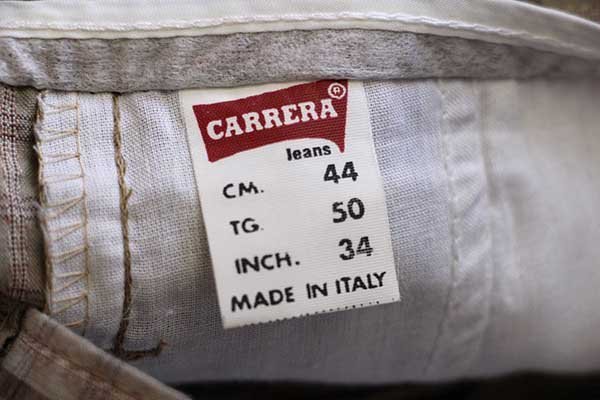 CARRERA ®
Jeans
CM. 44
TG. 50
INCH. 34
MADE IN ITALY